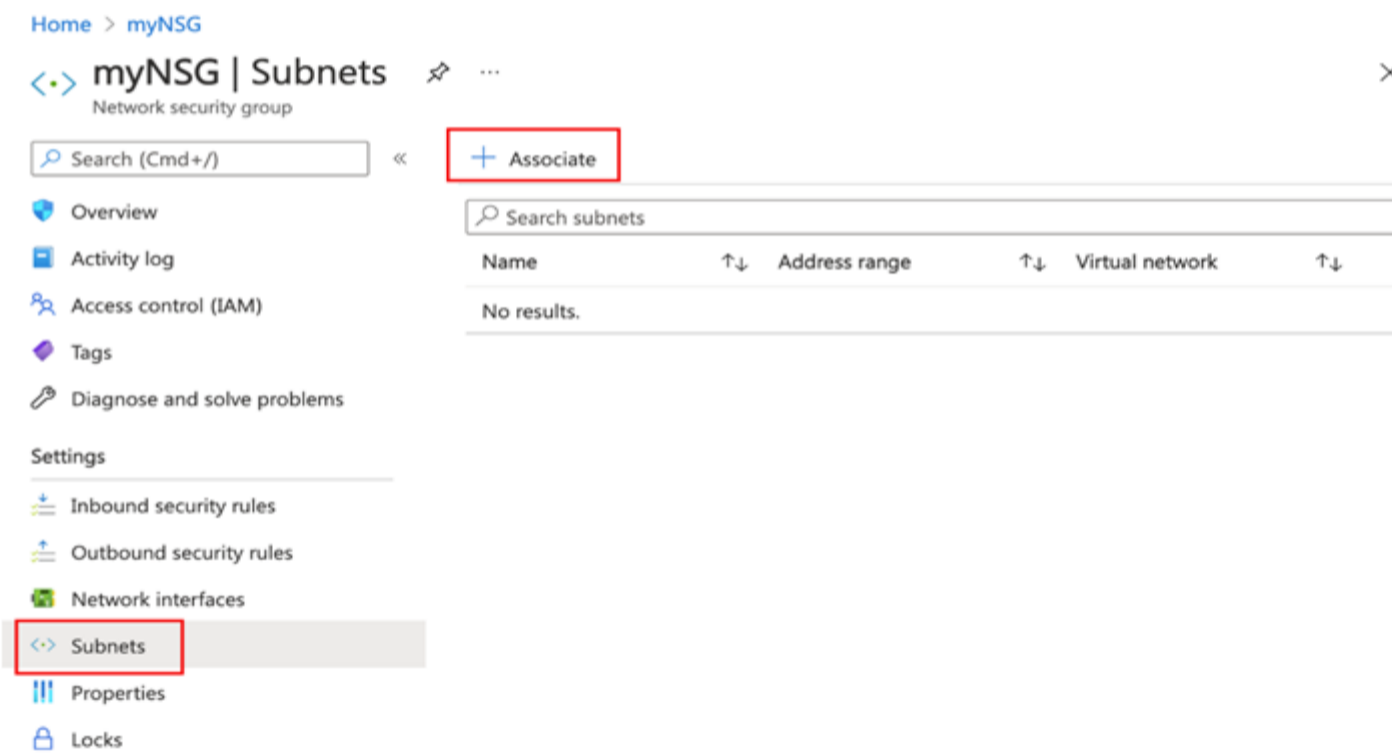 Home > myNSG
myNSG | Subnets
Network security group
Search (Cmd+/)
Overview
Activity log
Access control (IAM)
Tags
Diagnose and solve problems
Settings
Inbound security rules
Outbound security rules
Network interfaces
Subnets
Properties
Locks
Associate
Search subnets
Name Address range Virtual network
No results.